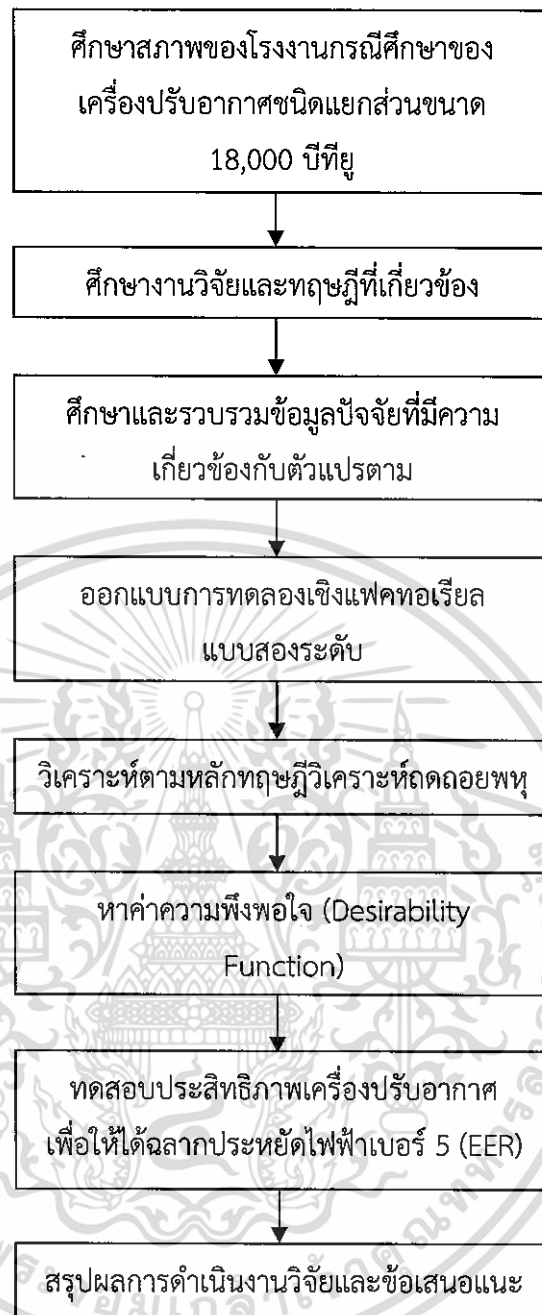 ศึกษาสภาพของโรงงานกรณีศึกษาของ
เครื่องปรับอากาศชนิดแยกส่วนขนาด
18,000 บีทียู
ศึกษางานวิจัยและทฤษฎีที่เกี่ยวข้อง
ศึกษาและรวบรวมข้อมูลปัจจัยที่มีความ
เกี่ยวข้องกับตัวแปรตาม
ออกแบบการทดลองเชิงแฟคทอเรียล
แบบสองระดับ
วิเคราะห์ตามหลักทฤษฎีวิเคราะห์ถดถอยพหุ
หาค่าความพึงพอใจ (Desirability
Function)
ทดสอบประสิทธิภาพเครื่องปรับอากาศ
เพื่อให้ได้ฉลากประหยัดไฟฟ้าเบอร์ 5 (EER)
สรุปผลการดำเนินงานวิจัยและข้อเสนอแนะ